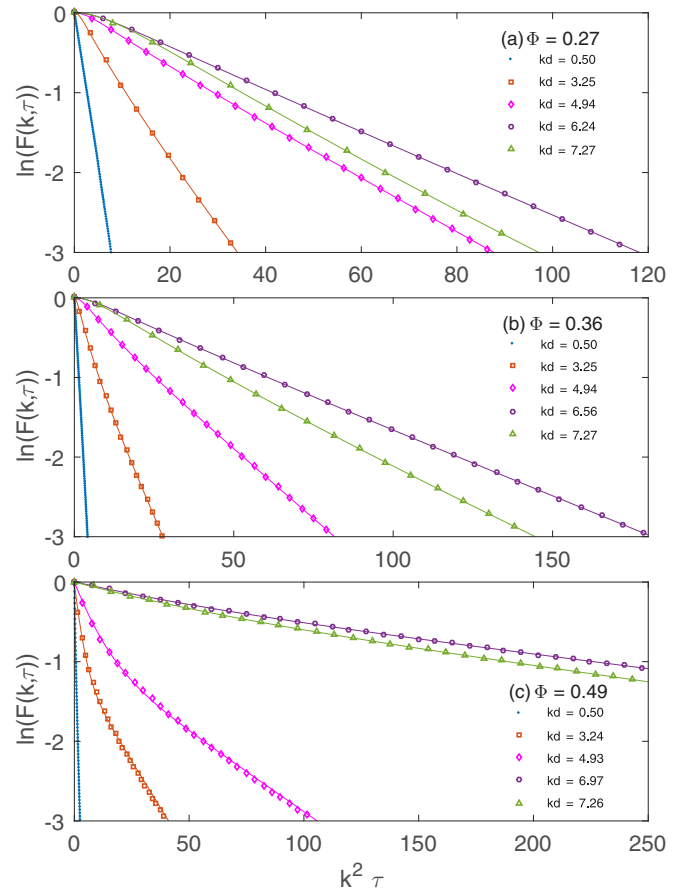 0
-1
-2
-3
ln(F(k,τ))
(a) Φ = 0.27
kd = 0.50
kd = 3.25
kd = 4.94
kd = 6.24
kd = 7.27
0 20 40 60 80 100 120
0
-1
-2
-3
ln(F(k,τ))
(b) Φ = 0.36
kd = 0.50
kd = 3.25
kd = 4.94
kd = 6.56
kd = 7.27
0 50 100 150
0
-1
-2
-3
ln(F(k,τ))
(c) Φ = 0.49
kd = 0.50
kd = 3.24
kd = 4.93
kd = 6.97
kd = 7.26
0 50 100 150 200 250
k² τ